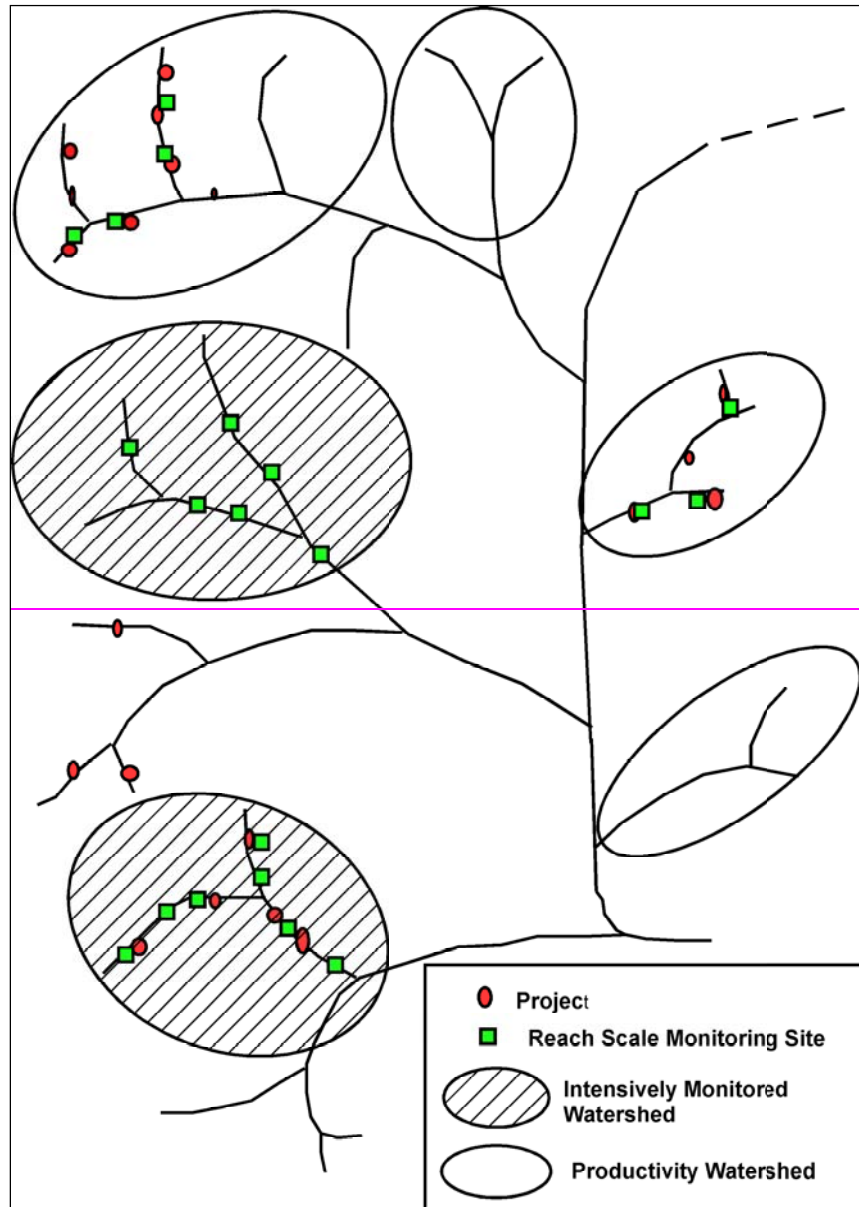 Project
Reach Scale Monitoring Site
Intensively Monitored
Watershed
Productivity Watershed